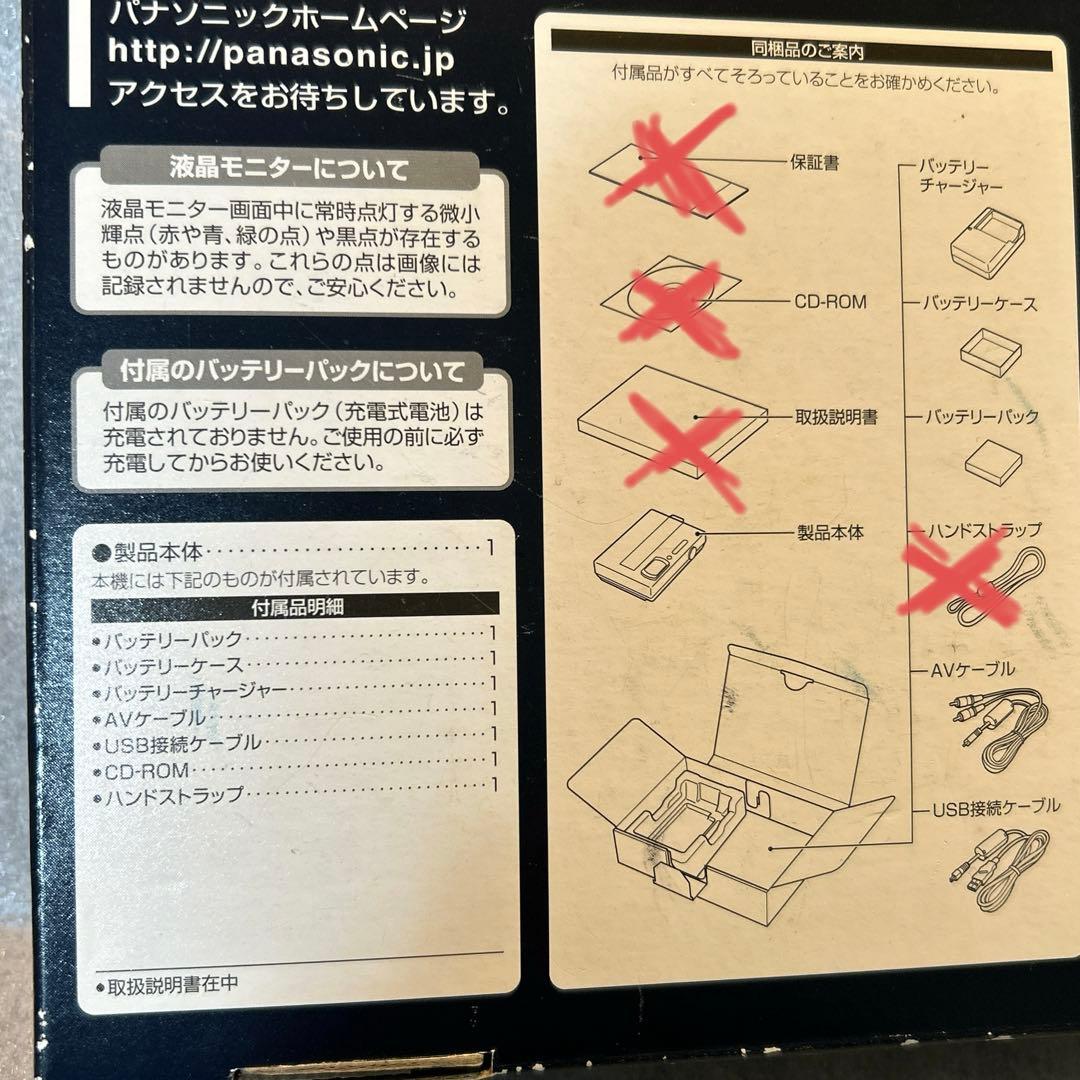 パナソニックホームページ
http://panasonic.jp
アクセスをお待ちしています。
液晶モニターについて
液晶モニター画面中に常時点灯する微小
輝点(赤や青、緑の点)や黒点が存在する
ものがあります。これらの点は画像には
記録されませんので、ご安心ください。
付属のバッテリーパックについて
付属のバッテリーパック(充電式電池)は
充電されておりません。ご使用の前に必ず
充電してからお使いください。
●製品本体・・・・・・・・・・・・・・・・・・・・・・・・1
本機には下記のものが付属されています。
付属品明細
•バッテリーパック・・・・・・・・・・・・・・・・・・・・1
•バッテリーケース・・・・・・・・・・・・・・・・・・・・1
•バッテリーチャージャー・・・・・・・・・・・・・・・・1
•AVケーブル・・・・・・・・・・・・・・・・・・・・・・・1
•USB接続ケーブル・・・・・・・・・・・・・・・・・・・1
•CD-ROM・・・・・・・・・・・・・・・・・・・・・・・・1
•ハンドストラップ・・・・・・・・・・・・・・・・・・・・1
•取扱説明書在中
同梱品のご案内
付属品がすべてそろっていることをお確かめください。
保証書
CD-ROM
取扱説明書
製品本体
バッテリー
チャージャー
バッテリーケース
バッテリーパック
ハンドストラップ
AVケーブル
USB接続ケーブル